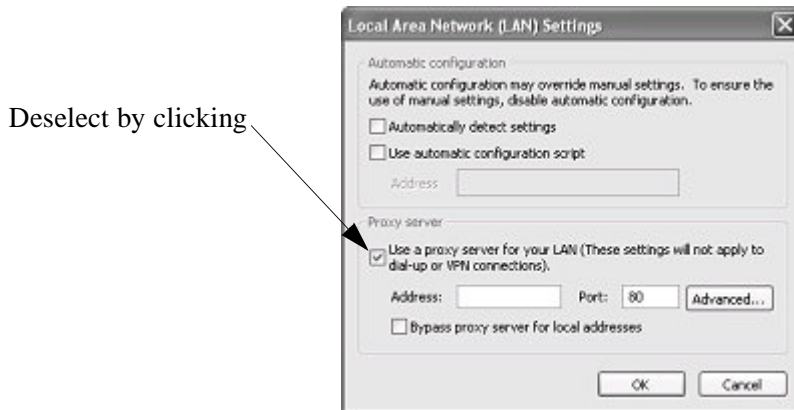 Local Area Network (LAN) Settings
Automatic configuration
Automatic configuration may override manual settings. To ensure the
use of manual settings, disable automatic configuration.
Deselect by clicking
Automatically detect settings
Use automatic configuration script
Address
Proxy server
Use a proxy server for your LAN (These settings will not apply to
dial-up or VPN connections).
Address:
Port: 80
Advanced...
Bypass proxy server for local addresses
OK
Cancel